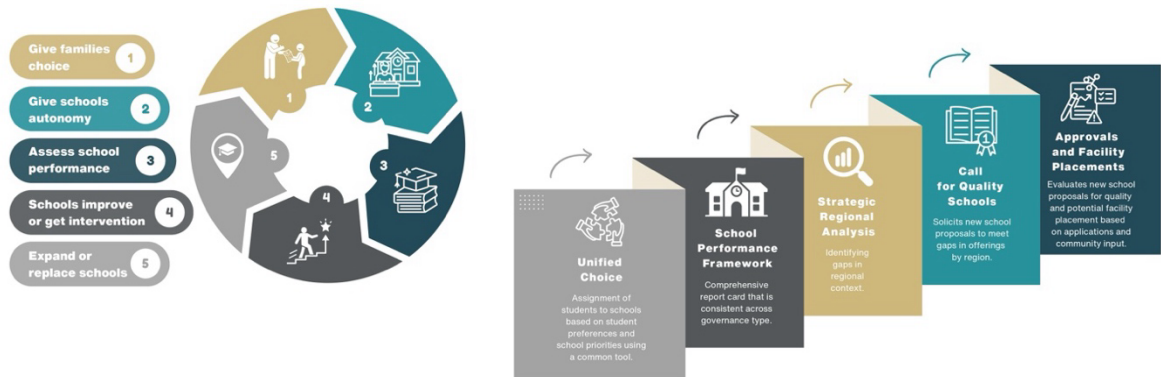 Give families
choice
1
Give schools
autonomy
2
Assess school
performance
3
Schools improve
or get intervention
4
Expand or
replace schools
5
1
2
3
4
5
Unified
Choice
Assignment of
students to schools
based on student
preferences and
school priorities using
a common tool.
School
Performance
Framework
Comprehensive
report card that is
consistent across
governance type.
Strategic
Regional
Analysis
Identifying
gaps in
regional
context.
1
Call
for Quality
Schools
Solicits new school
proposals to meet
gaps in offerings
by region.
Approvals
and Facility
Placements
Evaluates new school
proposals for quality
and potential facility
placement based
on applications and
community input.